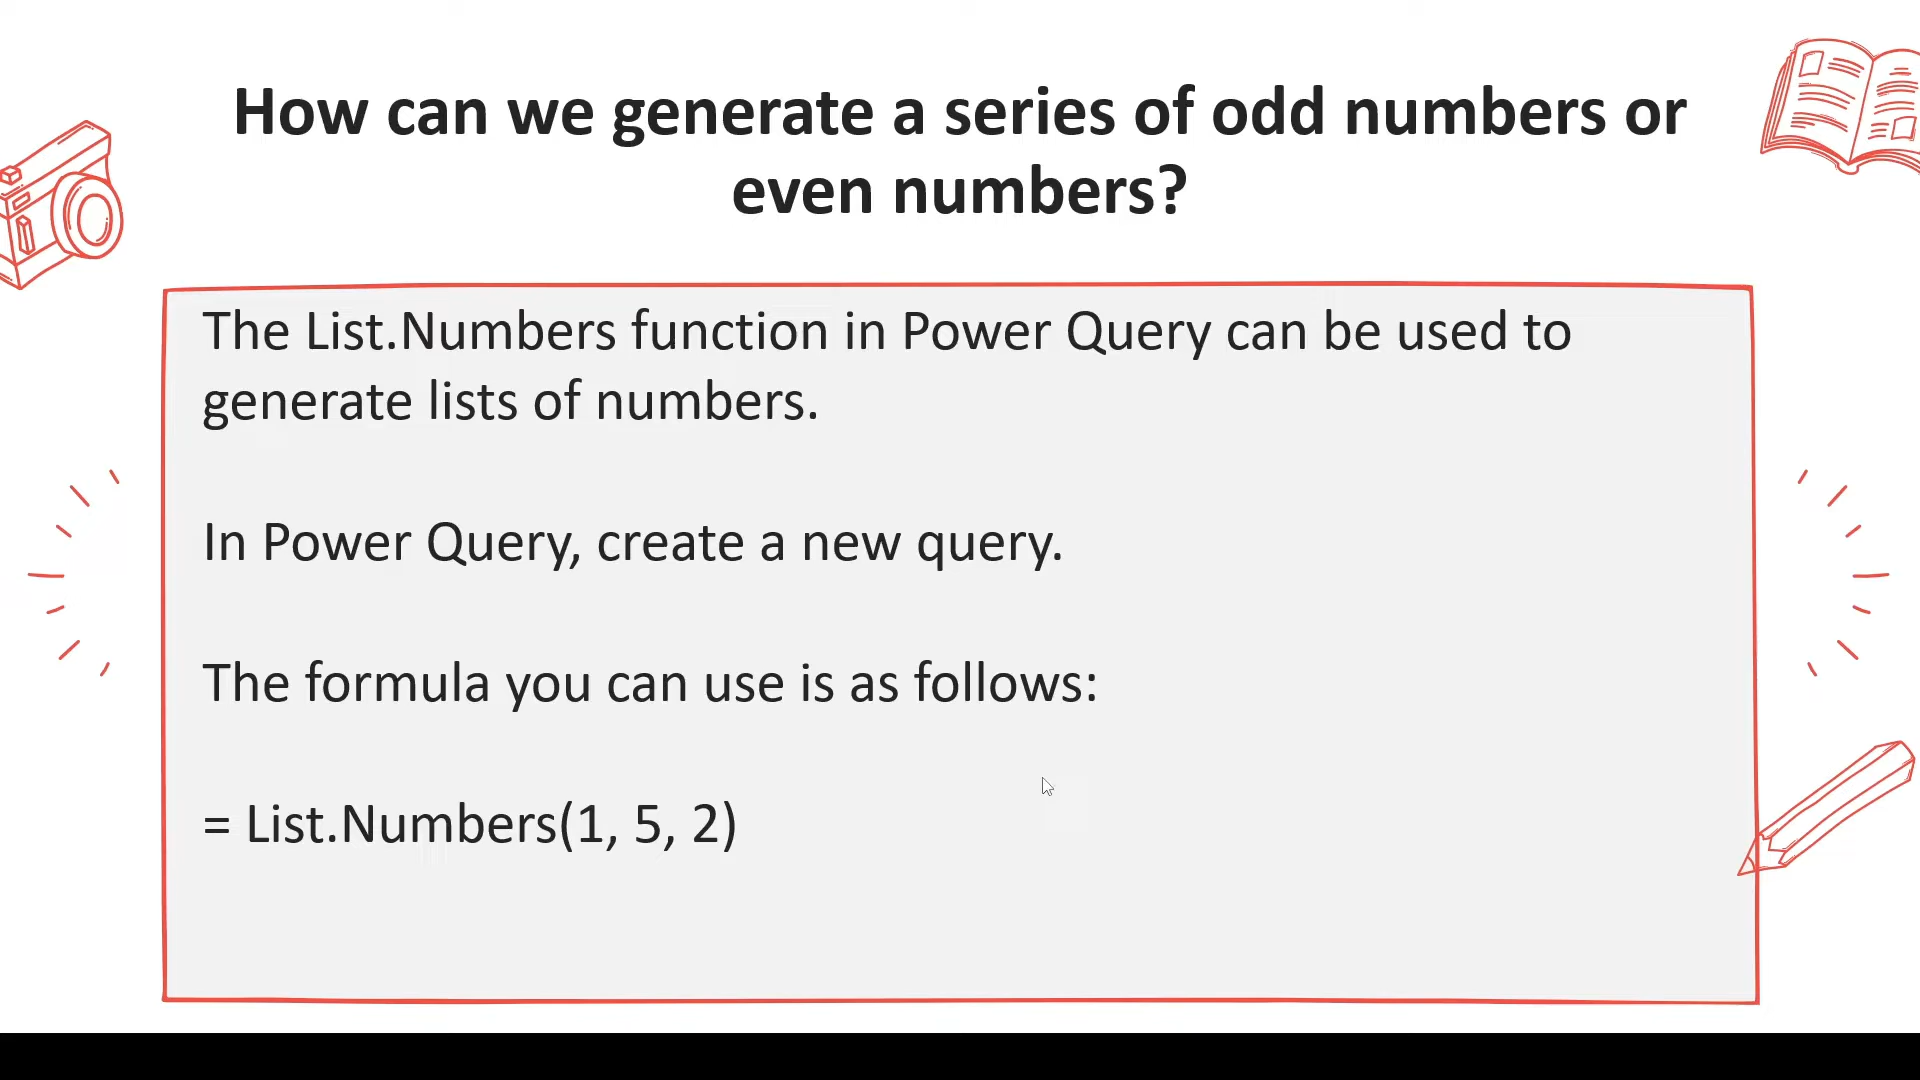 How can we generate a series of odd numbers or
even numbers?
The List.Numbers function in Power Query can be used to
generate lists of numbers.
In Power Query, create a new query.
The formula you can use is as follows:
= List.Numbers(1, 5, 2)